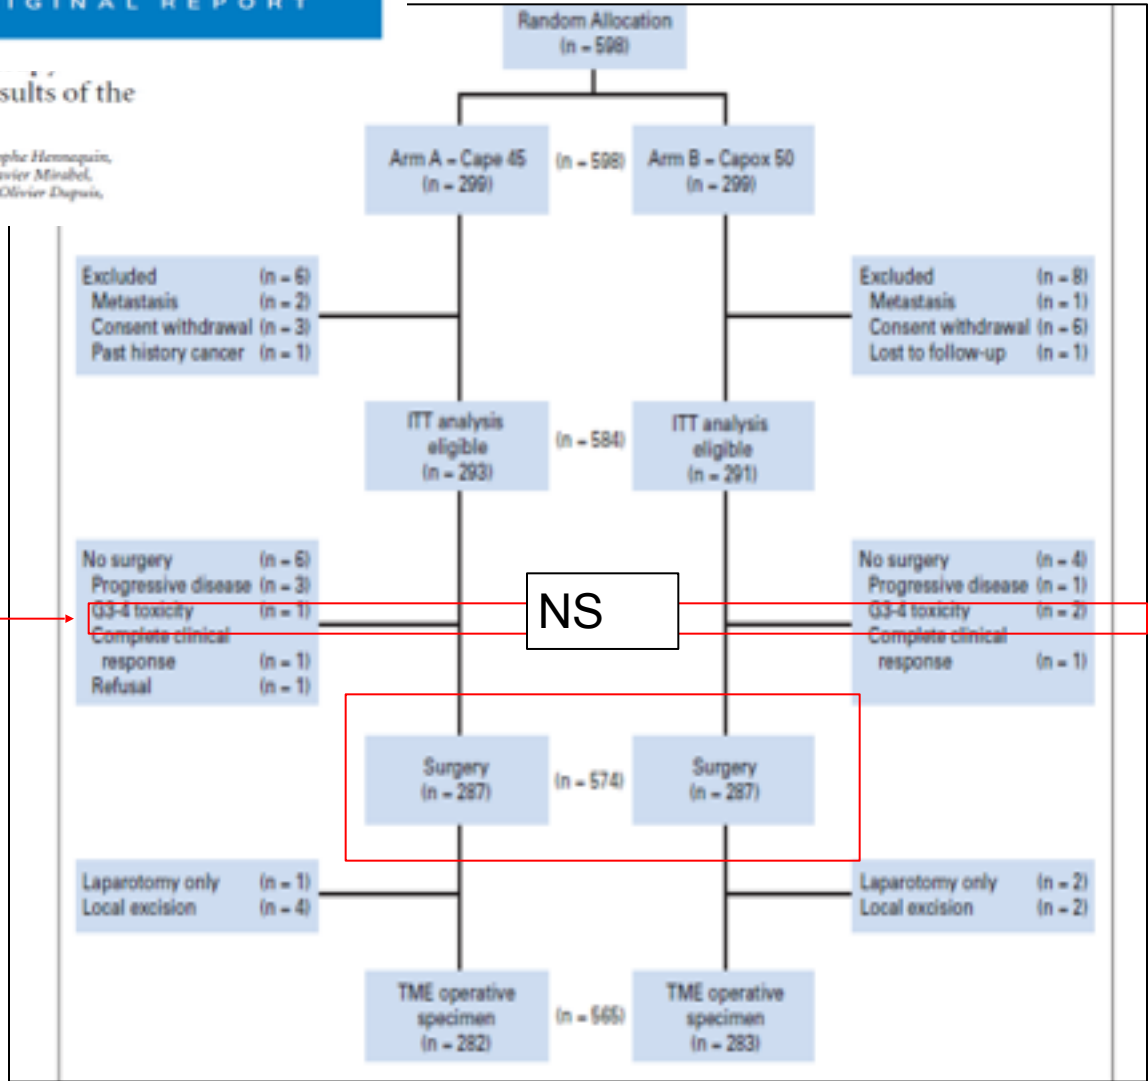 IGINAL REPORT
sults of the
phe Hennequin,
avier Mirabel,
Olivier Dupuis,
Random Allocation
(n = 598)
Arm A – Cape 45
(n = 299)
(n = 598)
Arm B – Capox 50
(n = 299)
Excluded (n = 6)
Metastasis (n = 2)
Consent withdrawal (n = 3)
Past history cancer (n = 1)
Excluded (n = 8)
Metastasis (n = 1)
Consent withdrawal (n = 6)
Lost to follow-up (n = 1)
ITT analysis
eligible
(n = 293)
(n = 584)
ITT analysis
eligible
(n = 291)
No surgery (n = 6)
Progressive disease (n = 3)
G3-4 toxicity (n = 1)
Complete clinical
response (n = 1)
Refusal (n = 1)
NS
No surgery (n = 4)
Progressive disease (n = 1)
G3-4 toxicity (n = 2)
Complete clinical
response (n = 1)
Surgery
(n = 287)
(n = 574)
Surgery
(n = 287)
Laparotomy only (n = 1)
Local excision (n = 4)
Laparotomy only (n = 2)
Local excision (n = 2)
TME operative
specimen
(n = 282)
(n = 565)
TME operative
specimen
(n = 283)